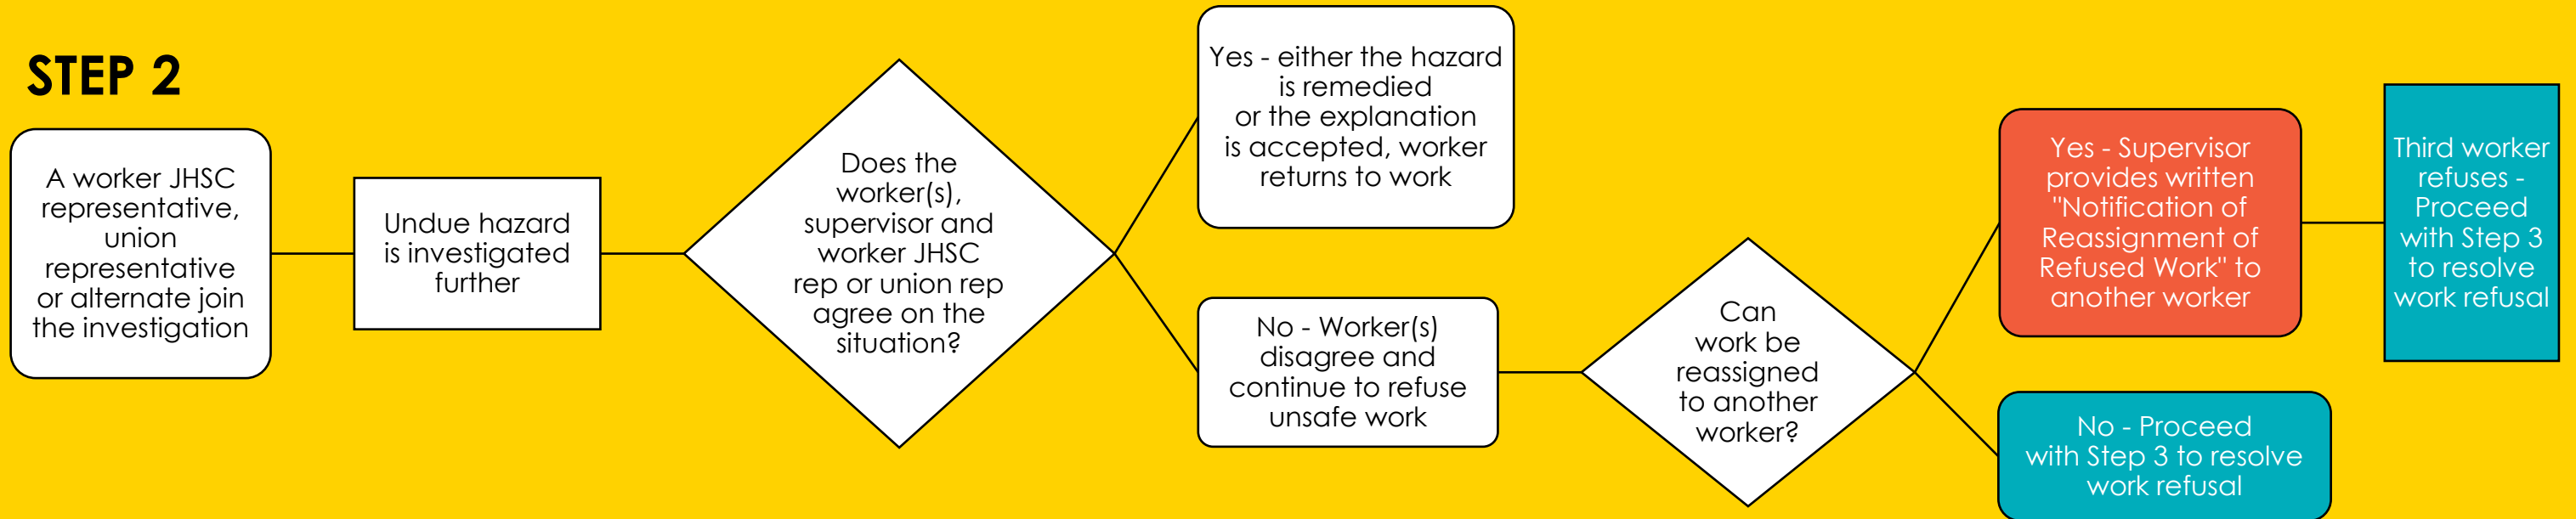 STEP 2
A worker JHSC
representative,
union
representative
or alternate join
the investigation
Undue hazard
is investigated
further
Does the
worker(s),
supervisor and
worker JHSC
rep or union rep
agree on the
situation?
Yes - either the hazard
is remedied
or the explanation
is accepted, worker
returns to work
No - Worker(s)
disagree and
continue to refuse
unsafe work
Can
work be
reassigned
to another
worker?
Yes - Supervisor
provides written
"Notification of
Reassignment of
Refused Work" to
another worker
Third worker
refuses -
Proceed
with Step 3
to resolve
work refusal
No - Proceed
with Step 3 to resolve
work refusal